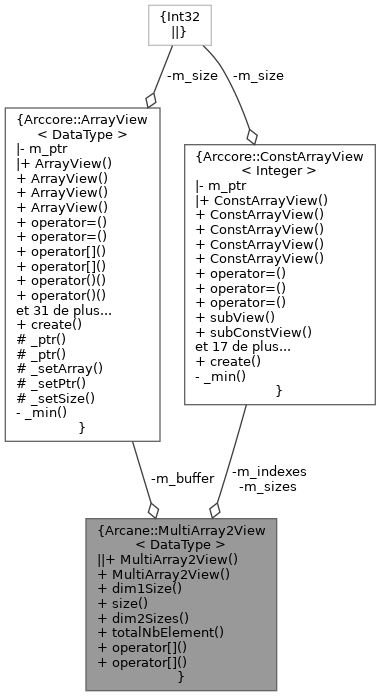 {Int32
||}
-m_size
-m_size
{Arccore::ArrayView
< DataType >
|- m_ptr
|+ ArrayView()
+ ArrayView()
+ ArrayView()
+ ArrayView()
+ operator=()
+ operator=()
+ operator[]()
+ operator[]()
+ operator()()
+ operator()()
et 31 de plus...
+ create()
# _ptr()
# _ptr()
# _setArray()
# _setPtr()
# _setSize()
- _min()
}
{Arccore::ConstArrayView
< Integer >
|- m_ptr
|+ ConstArrayView()
+ ConstArrayView()
+ ConstArrayView()
+ ConstArrayView()
+ ConstArrayView()
+ operator=()
+ operator=()
+ operator=()
+ subView()
+ subConstView()
et 17 de plus...
+ create()
- _min()
}
-m_buffer
-m_indexes
-m_sizes
{Arcane::MultiArray2View
< DataType >
||+ MultiArray2View()
+ MultiArray2View()
+ dim1Size()
+ size()
+ dim2Sizes()
+ totalNbElement()
+ operator[]()
+ operator[]()
}